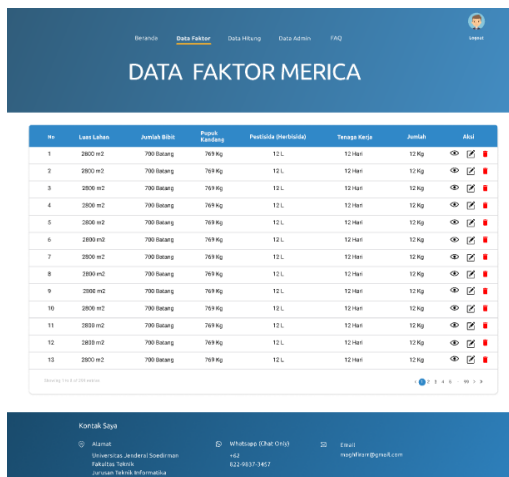 Beranda Data Faktor Data Hitung Data Admin FAQ
Logout
DATA FAKTOR MERICA
No Luas Lahan Jumlah Bibit Pupuk Kandang Pestisida (Herbisida) Tenaga Kerja Jumlah Aksi
1 2800 m2 700 Batang 769 Kg 12 L 12 Hari 12 Kg
2 2800 m2 700 Batang 769 Kg 12 L 12 Hari 12 Kg
3 2800 m2 700 Batang 769 Kg 12 L 12 Hari 12 Kg
4 2800 m2 700 Batang 769 Kg 12 L 12 Hari 12 Kg
5 2800 m2 700 Batang 769 Kg 12 L 12 Hari 12 Kg
6 2800 m2 700 Batang 769 Kg 12 L 12 Hari 12 Kg
7 2800 m2 700 Batang 769 Kg 12 L 12 Hari 12 Kg
8 2800 m2 700 Batang 769 Kg 12 L 12 Hari 12 Kg
9 2800 m2 700 Batang 769 Kg 12 L 12 Hari 12 Kg
10 2800 m2 700 Batang 769 Kg 12 L 12 Hari 12 Kg
11 2800 m2 700 Batang 769 Kg 12 L 12 Hari 12 Kg
12 2800 m2 700 Batang 769 Kg 12 L 12 Hari 12 Kg
13 2800 m2 700 Batang 769 Kg 12 L 12 Hari 12 Kg
1 2 3 4 5 99
Kontak Saya
Alamat Whatsapp (Chat Only) Email
Universitas Jenderal Soedirman +62
Fakultas Teknik 822-9037-3457
Jurusan Teknik Informatika